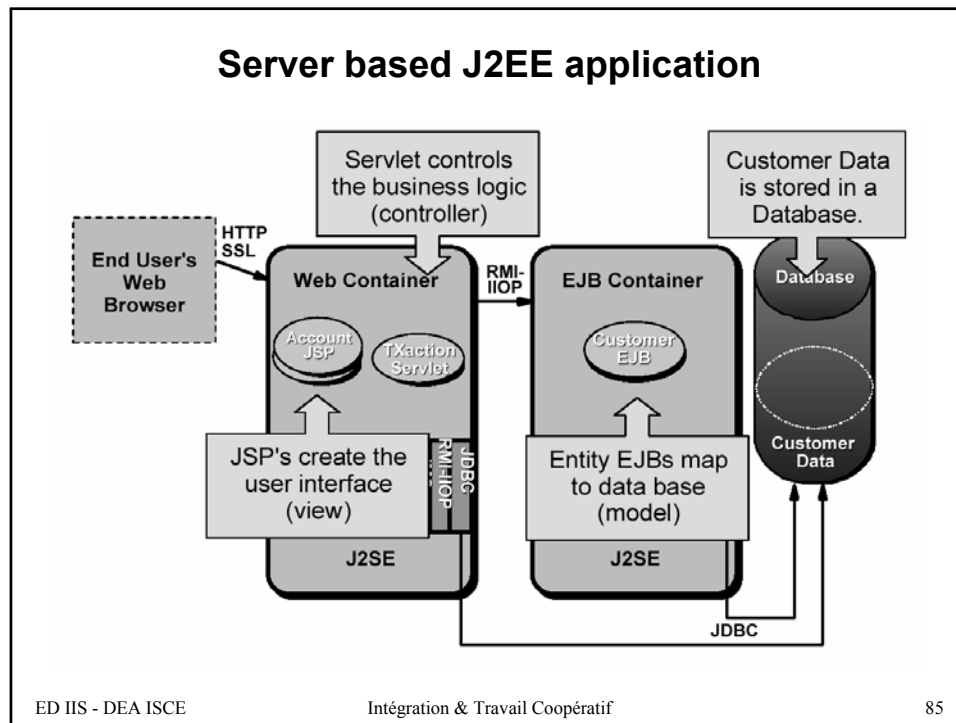 Server based J2EE application
Servlet controls
the business logic
(controller)
Customer Data
is stored in a
Database.
HTTP
SSL
End User's
Web
Browser
Web Container
RMI-
IIOP
EJB Container
Database
Account
JSP
TXaction
Servlet
Customer
EJB
JSP's create the
user interface
(view)
RMI-IIOP
JDBC
Entity EJBs map
to data base
(model)
Customer
Data
J2SE
J2SE
JDBC
ED IIS - DEA ISCE
Intégration & Travail Coopératif
85